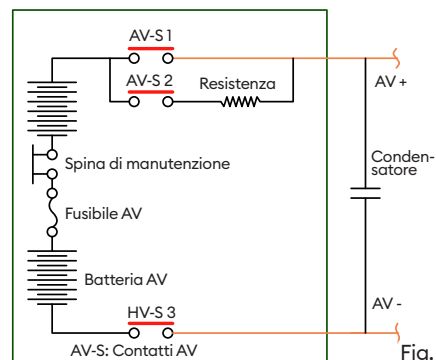 AV-S 1
AV-S 2
Resistenza
AV +
Spina di manutenzione
Conden-
satore
Fusibile AV
Batteria AV
HV-S 3
AV -
AV-S: Contatti AV
Fig.